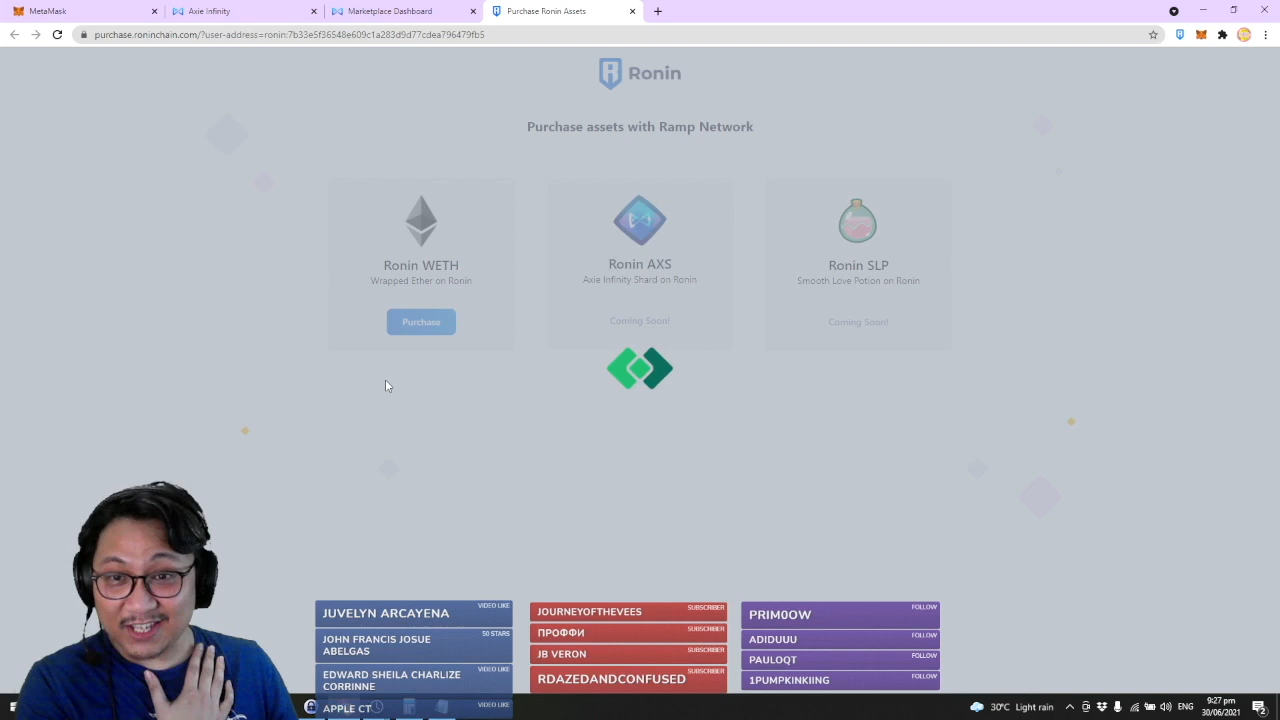 MetaMask
Axie Infinity
Marketplace
Purchase Ronin Assets
purchase.roninchain.com/?user-address=ronin:7b33e5f36548e609c1a283d9d77cdea796479fb5
Ronin
Purchase assets with Ramp Network
Ronin WETH
Wrapped Ether on Ronin
Purchase
Ronin AXS
Axie Infinity Shard on Ronin
Coming Soon!
Ronin SLP
Smooth Love Potion on Ronin
Coming Soon!
JUVELYN ARCAYENA
VIDEO LIKE
JOHN FRANCIS JOSUE
ABELGAS
50 STARS
EDWARD SHEILA CHARLIZE
CORRINNE
VIDEO LIKE
APPLE CT
VIDEO LIKE
JOURNEYOFTHEVEES
SUBSCRIBER
ПРОФФИ
SUBSCRIBER
JB VERON
SUBSCRIBER
RDAZEDANDCONFUSED
SUBSCRIBER
PRIM0OW
FOLLOW
ADIDUUU
FOLLOW
PAULOQT
FOLLOW
1PUMPKINKIING
FOLLOW
30°C Light rain
9:27 pm
30/06/2021